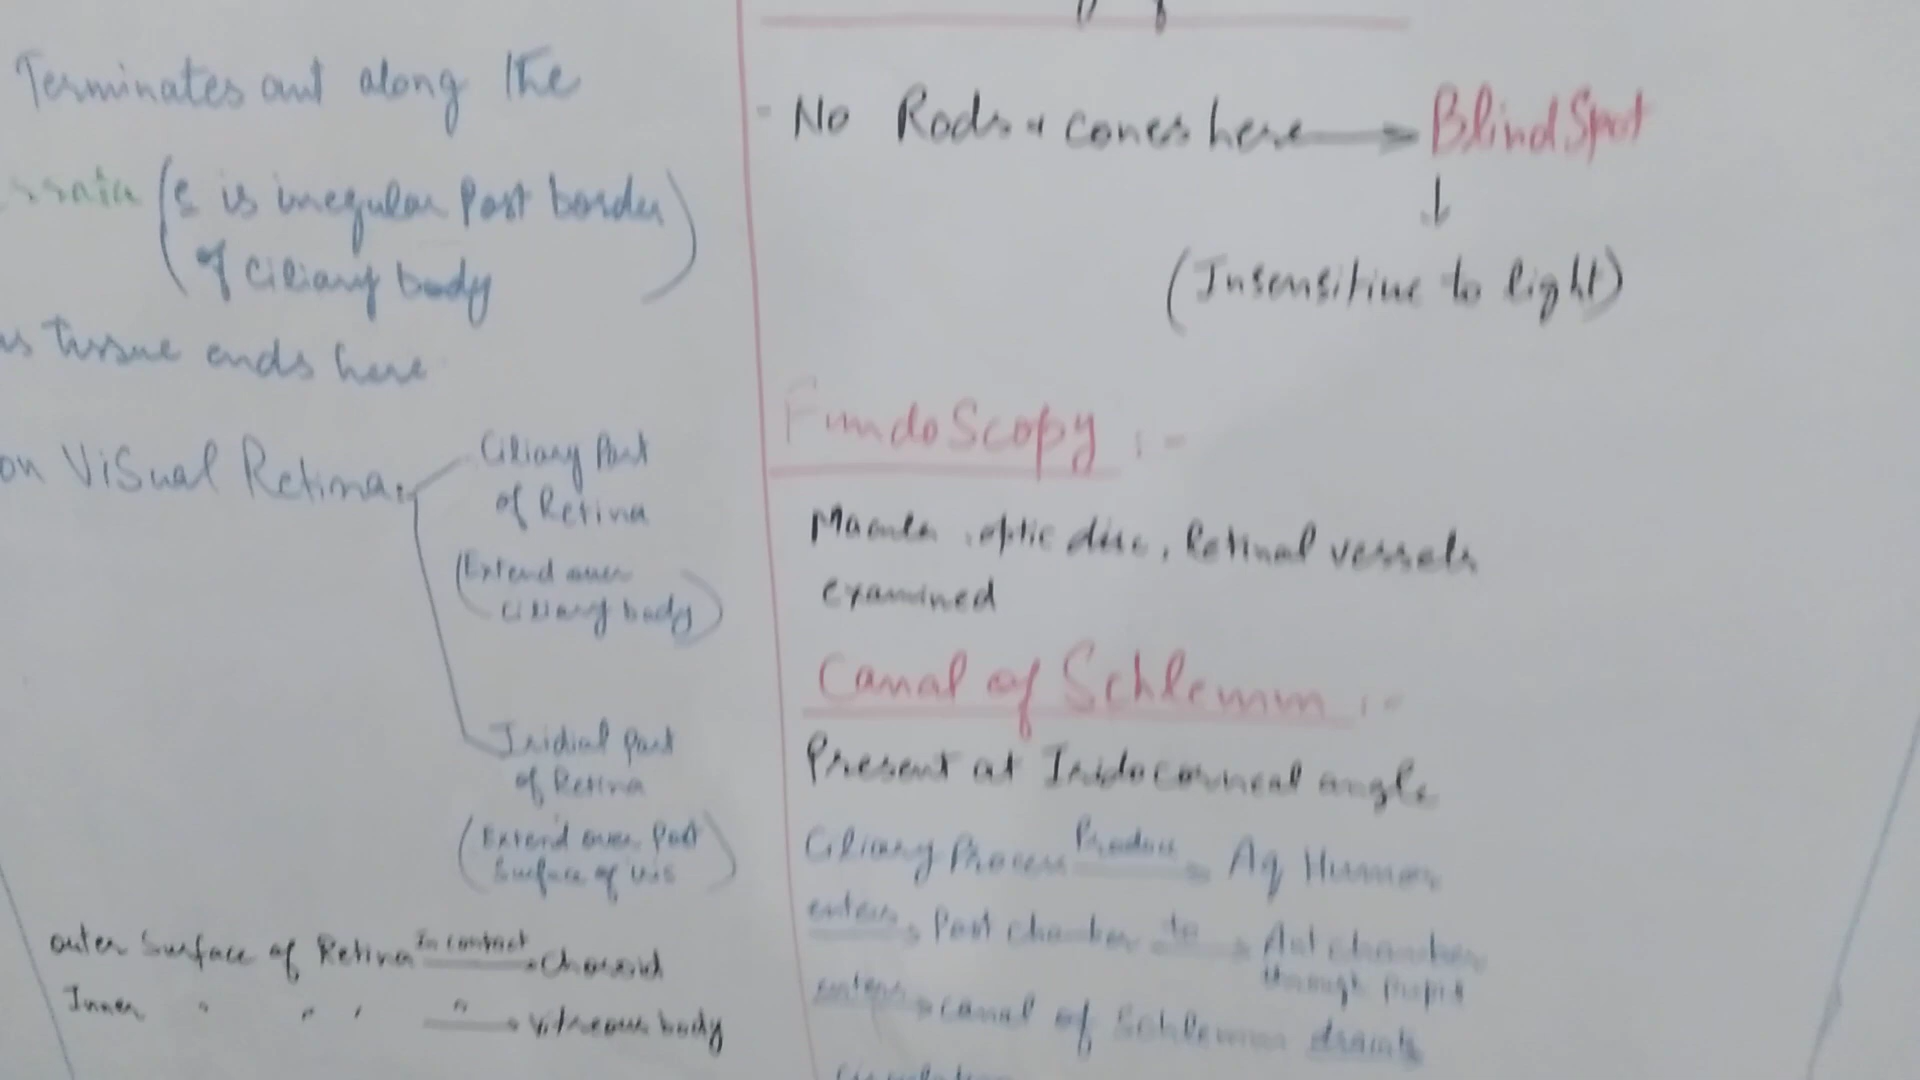 Terminates ant along the
(c is irregular Post border
of Ciliary body)
tissue ends here
on Visual Retina
Ciliary Part
of Retina
(Extend over
ciliary body)
Iridial Part
of Retina
(Extend over Post
Surface of iris)
outer Surface of Retina In contact Choroid
Inner " " " " Vitreous body
- No Rods + cones here → Blind Spot
↓
(Insensitive to light)
FundoScopy :-
Macula, optic disc, Retinal vessels
examined
Canal of Schlemm :-
Present at Iridocorneal angle
Ciliary Process Produce Aq Humor
enters Post chamber to Ant chamber
through pupil
enters canal of Schlemm drains